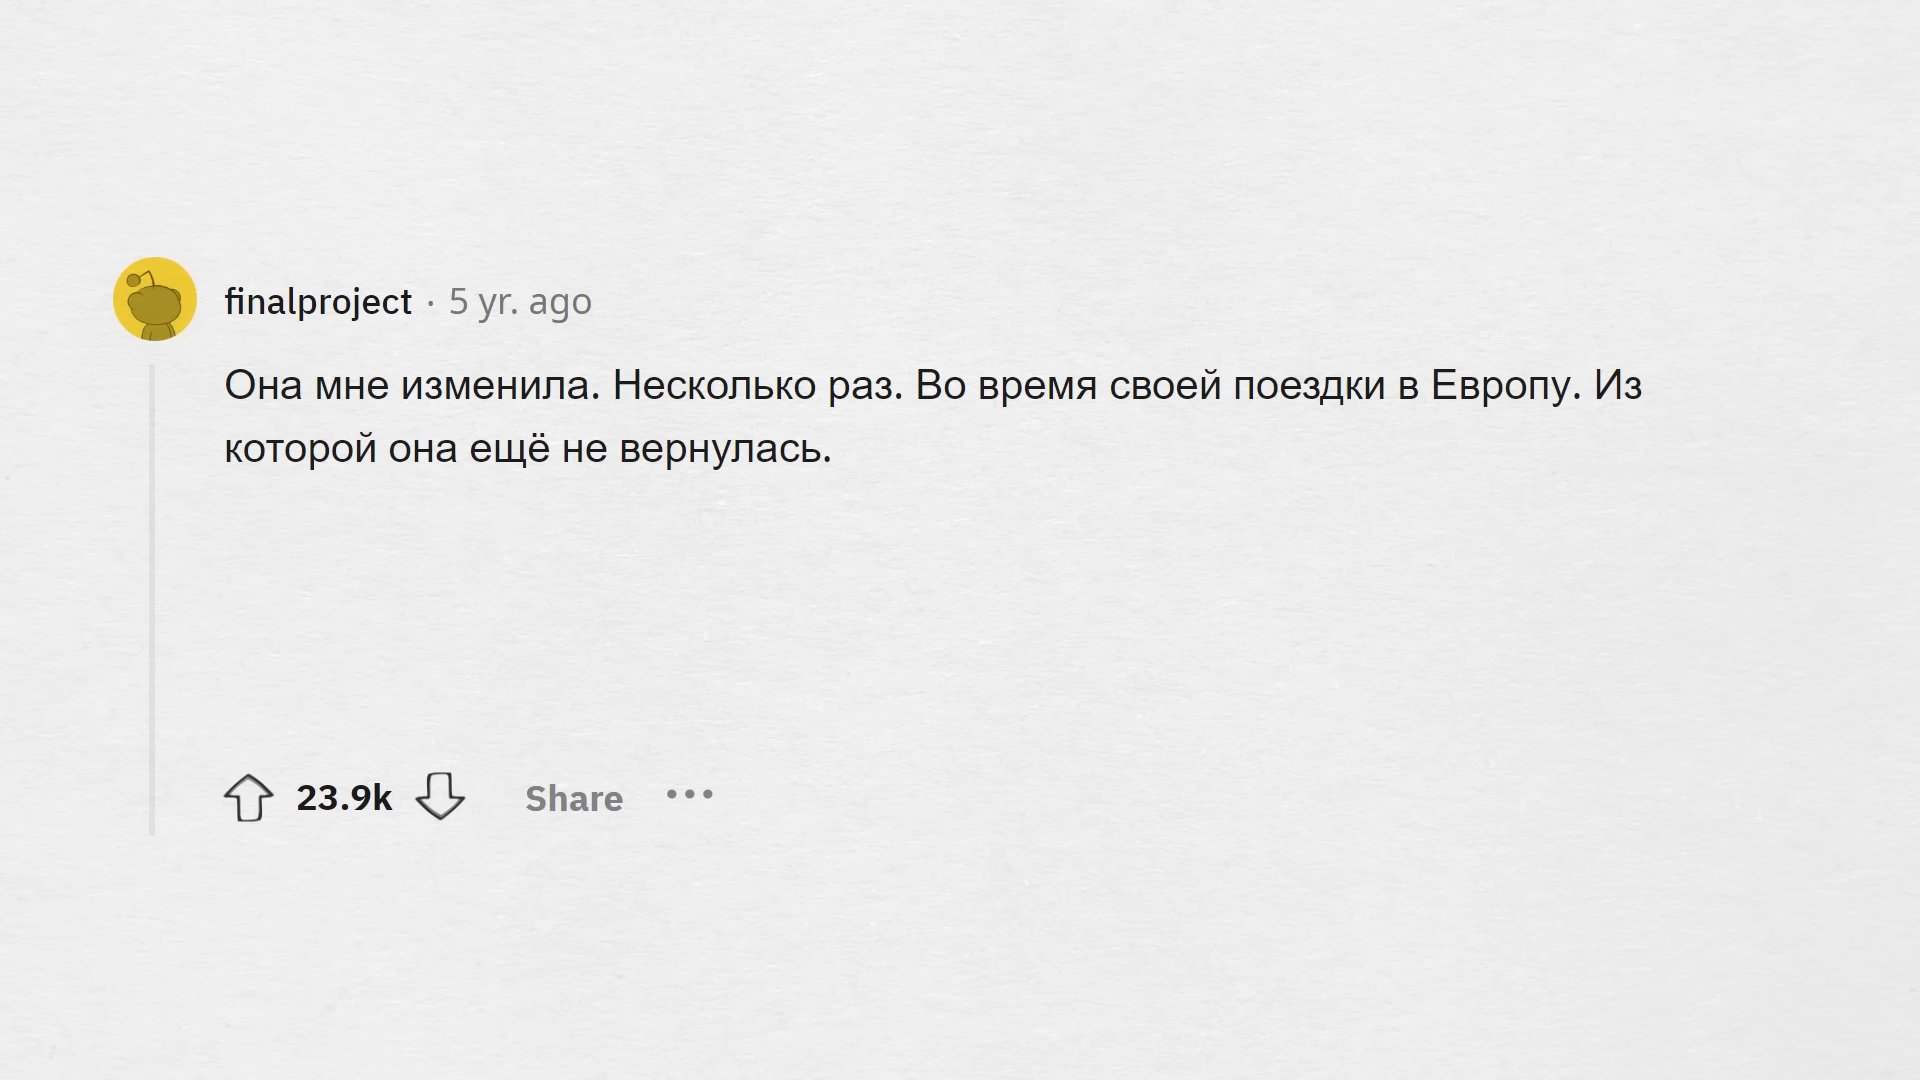 finalproject · 5 yr. ago
Она мне изменила. Несколько раз. Во время своей поездки в Европу. Из
которой она ещё не вернулась.
23.9k Share •••